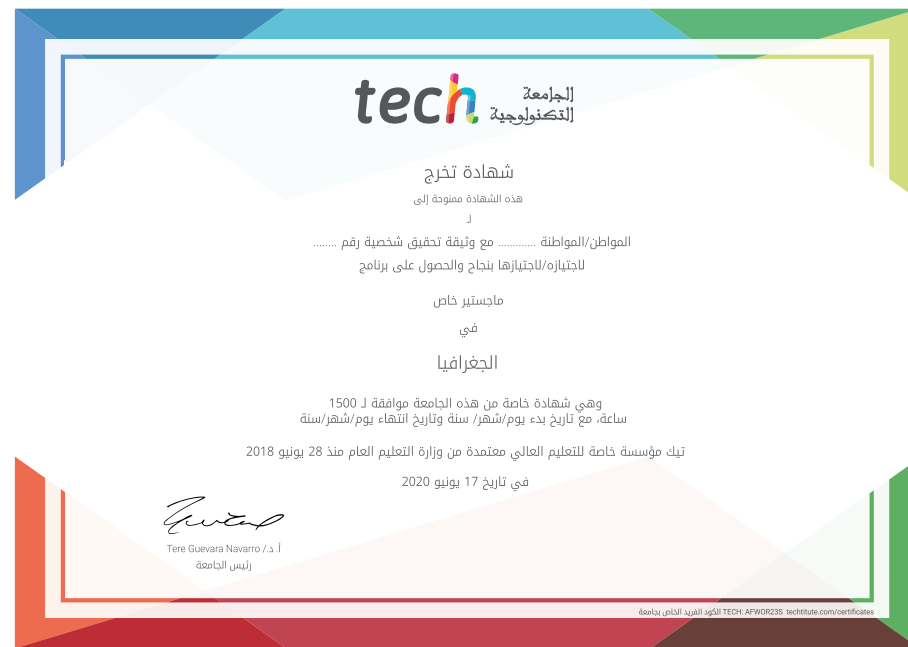 tech الجامعة
التكنولوجية
شهادة تخرج
هذه الشهادة ممنوحة إلى
لـ
المواطن/المواطنة ............ مع وثيقة تحقيق شخصية رقم ........
لاجتيازه/لاجتيازها بنجاح والحصول على برنامج
ماجستير خاص
في
الجغرافيا
وهي شهادة خاصة من هذه الجامعة موافقة لـ 1500
ساعة، مع تاريخ بدء يوم/شهر/ سنة وتاريخ انتهاء يوم/شهر/سنة
تيك مؤسسة خاصة للتعليم العالي معتمدة من وزارة التعليم العام منذ 28 يونيو 2018
في تاريخ 17 يونيو 2020
أ. د./ Tere Guevara Navarro
رئيس الجامعة
الكود الفريد الخاص بجامعة TECH: AFWOR23S techtitute.com/certificates